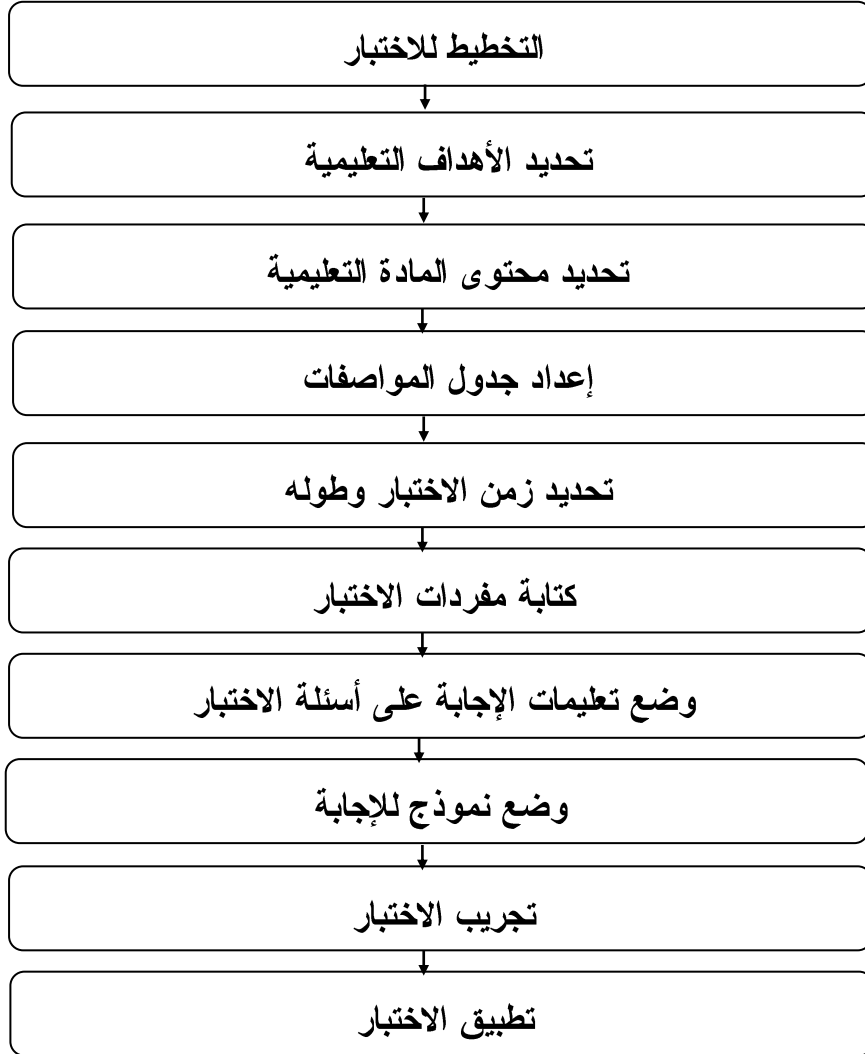 التخطيط للاختبار
تحديد الأهداف التعليمية
تحديد محتوى المادة التعليمية
إعداد جدول المواصفات
تحديد زمن الاختبار وطوله
كتابة مفردات الاختبار
وضع تعليمات الإجابة على أسئلة الاختبار
وضع نموذج للإجابة
تجريب الاختبار
تطبيق الاختبار